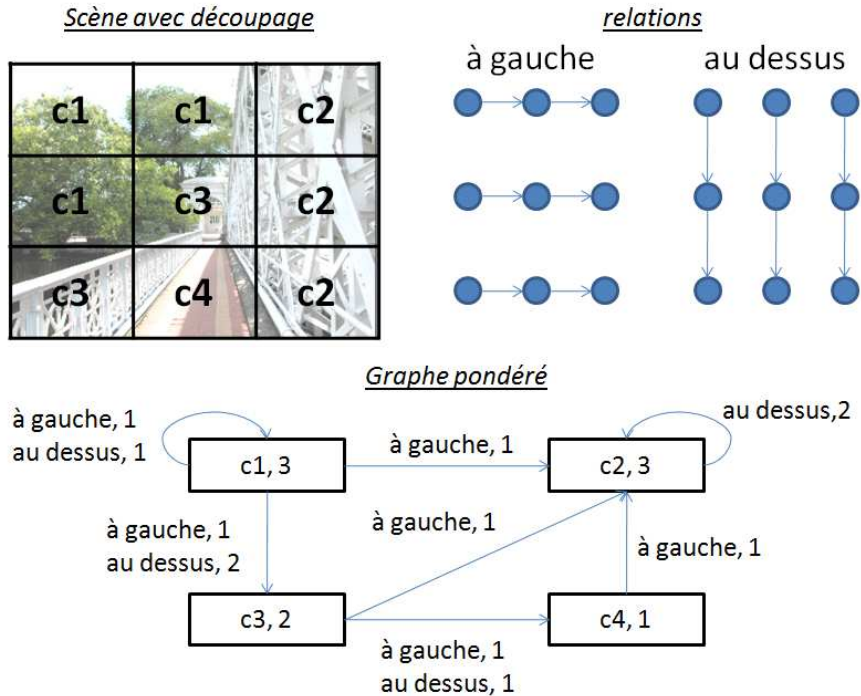 Scène avec découpage
relations
à gauche
au dessus
c1 c1 c2
c1 c3 c2
c3 c4 c2
Graphe pondéré
à gauche, 1
au dessus, 1
c1, 3
à gauche, 1
c2, 3
au dessus,2
à gauche, 1
au dessus, 2
à gauche, 1
à gauche, 1
c3, 2
c4, 1
à gauche, 1
au dessus, 1